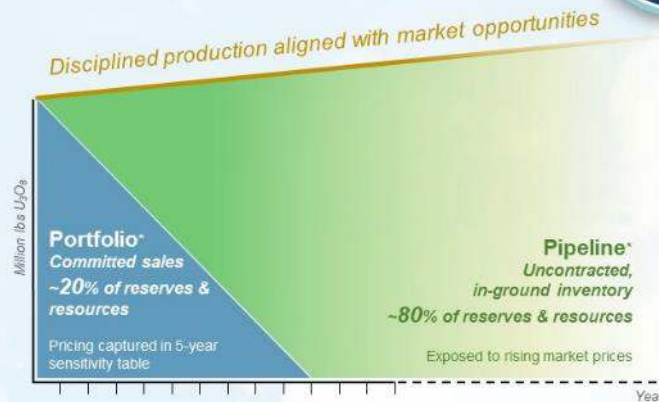 Disciplined production aligned with market opportunities
Million lbs U₃O₈
Portfolio*
Committed sales
~20% of reserves &
resources
Pricing captured in 5-year
sensitivity table
Pipeline*
Uncontracted,
in-ground inventory
~80% of reserves & resources
Exposed to rising market prices